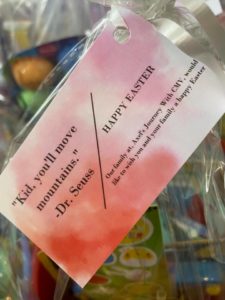 "Kid, you'll move
mountains."
-Dr. Seuss
HAPPY EASTER
Our family at, Axel's Journey With CMV, would
like to wish you and your family a happy Easter